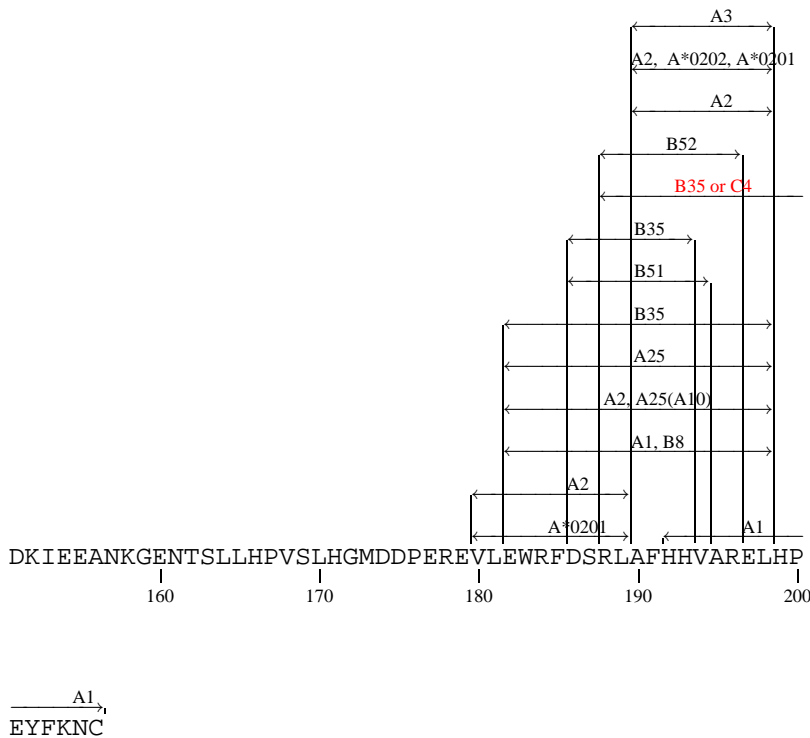 A3
A2, A*0202, A*0201
A2
B52
B35 or C4
B35
B51
B35
A25
A2, A25(A10)
A1, B8
A2
A*0201 A1
DKIEEANKGENTSLLHPVSLHGMDDPEREVLEWRFDSRLAFHHVARELHP
160 170 180 190 200
A1
EYFKNC